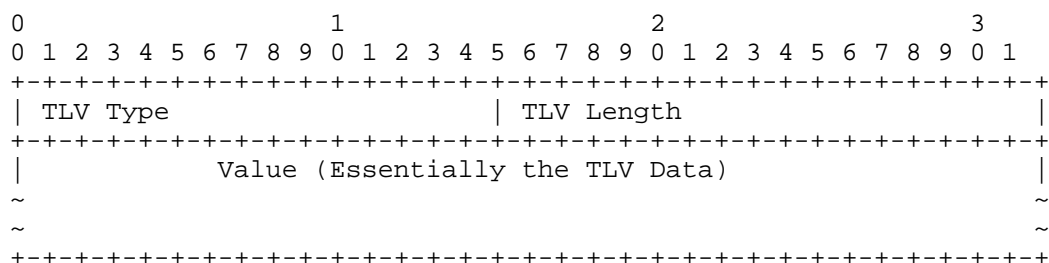 0                   1                   2                   3
0 1 2 3 4 5 6 7 8 9 0 1 2 3 4 5 6 7 8 9 0 1 2 3 4 5 6 7 8 9 0 1
+-+-+-+-+-+-+-+-+-+-+-+-+-+-+-+-+-+-+-+-+-+-+-+-+-+-+-+-+-+-+-+-+
| TLV Type                    | TLV Length                      |
+-+-+-+-+-+-+-+-+-+-+-+-+-+-+-+-+-+-+-+-+-+-+-+-+-+-+-+-+-+-+-+-+
|            Value (Essentially the TLV Data)                   |
~                                                               ~
~                                                               ~
+-+-+-+-+-+-+-+-+-+-+-+-+-+-+-+-+-+-+-+-+-+-+-+-+-+-+-+-+-+-+-+-+